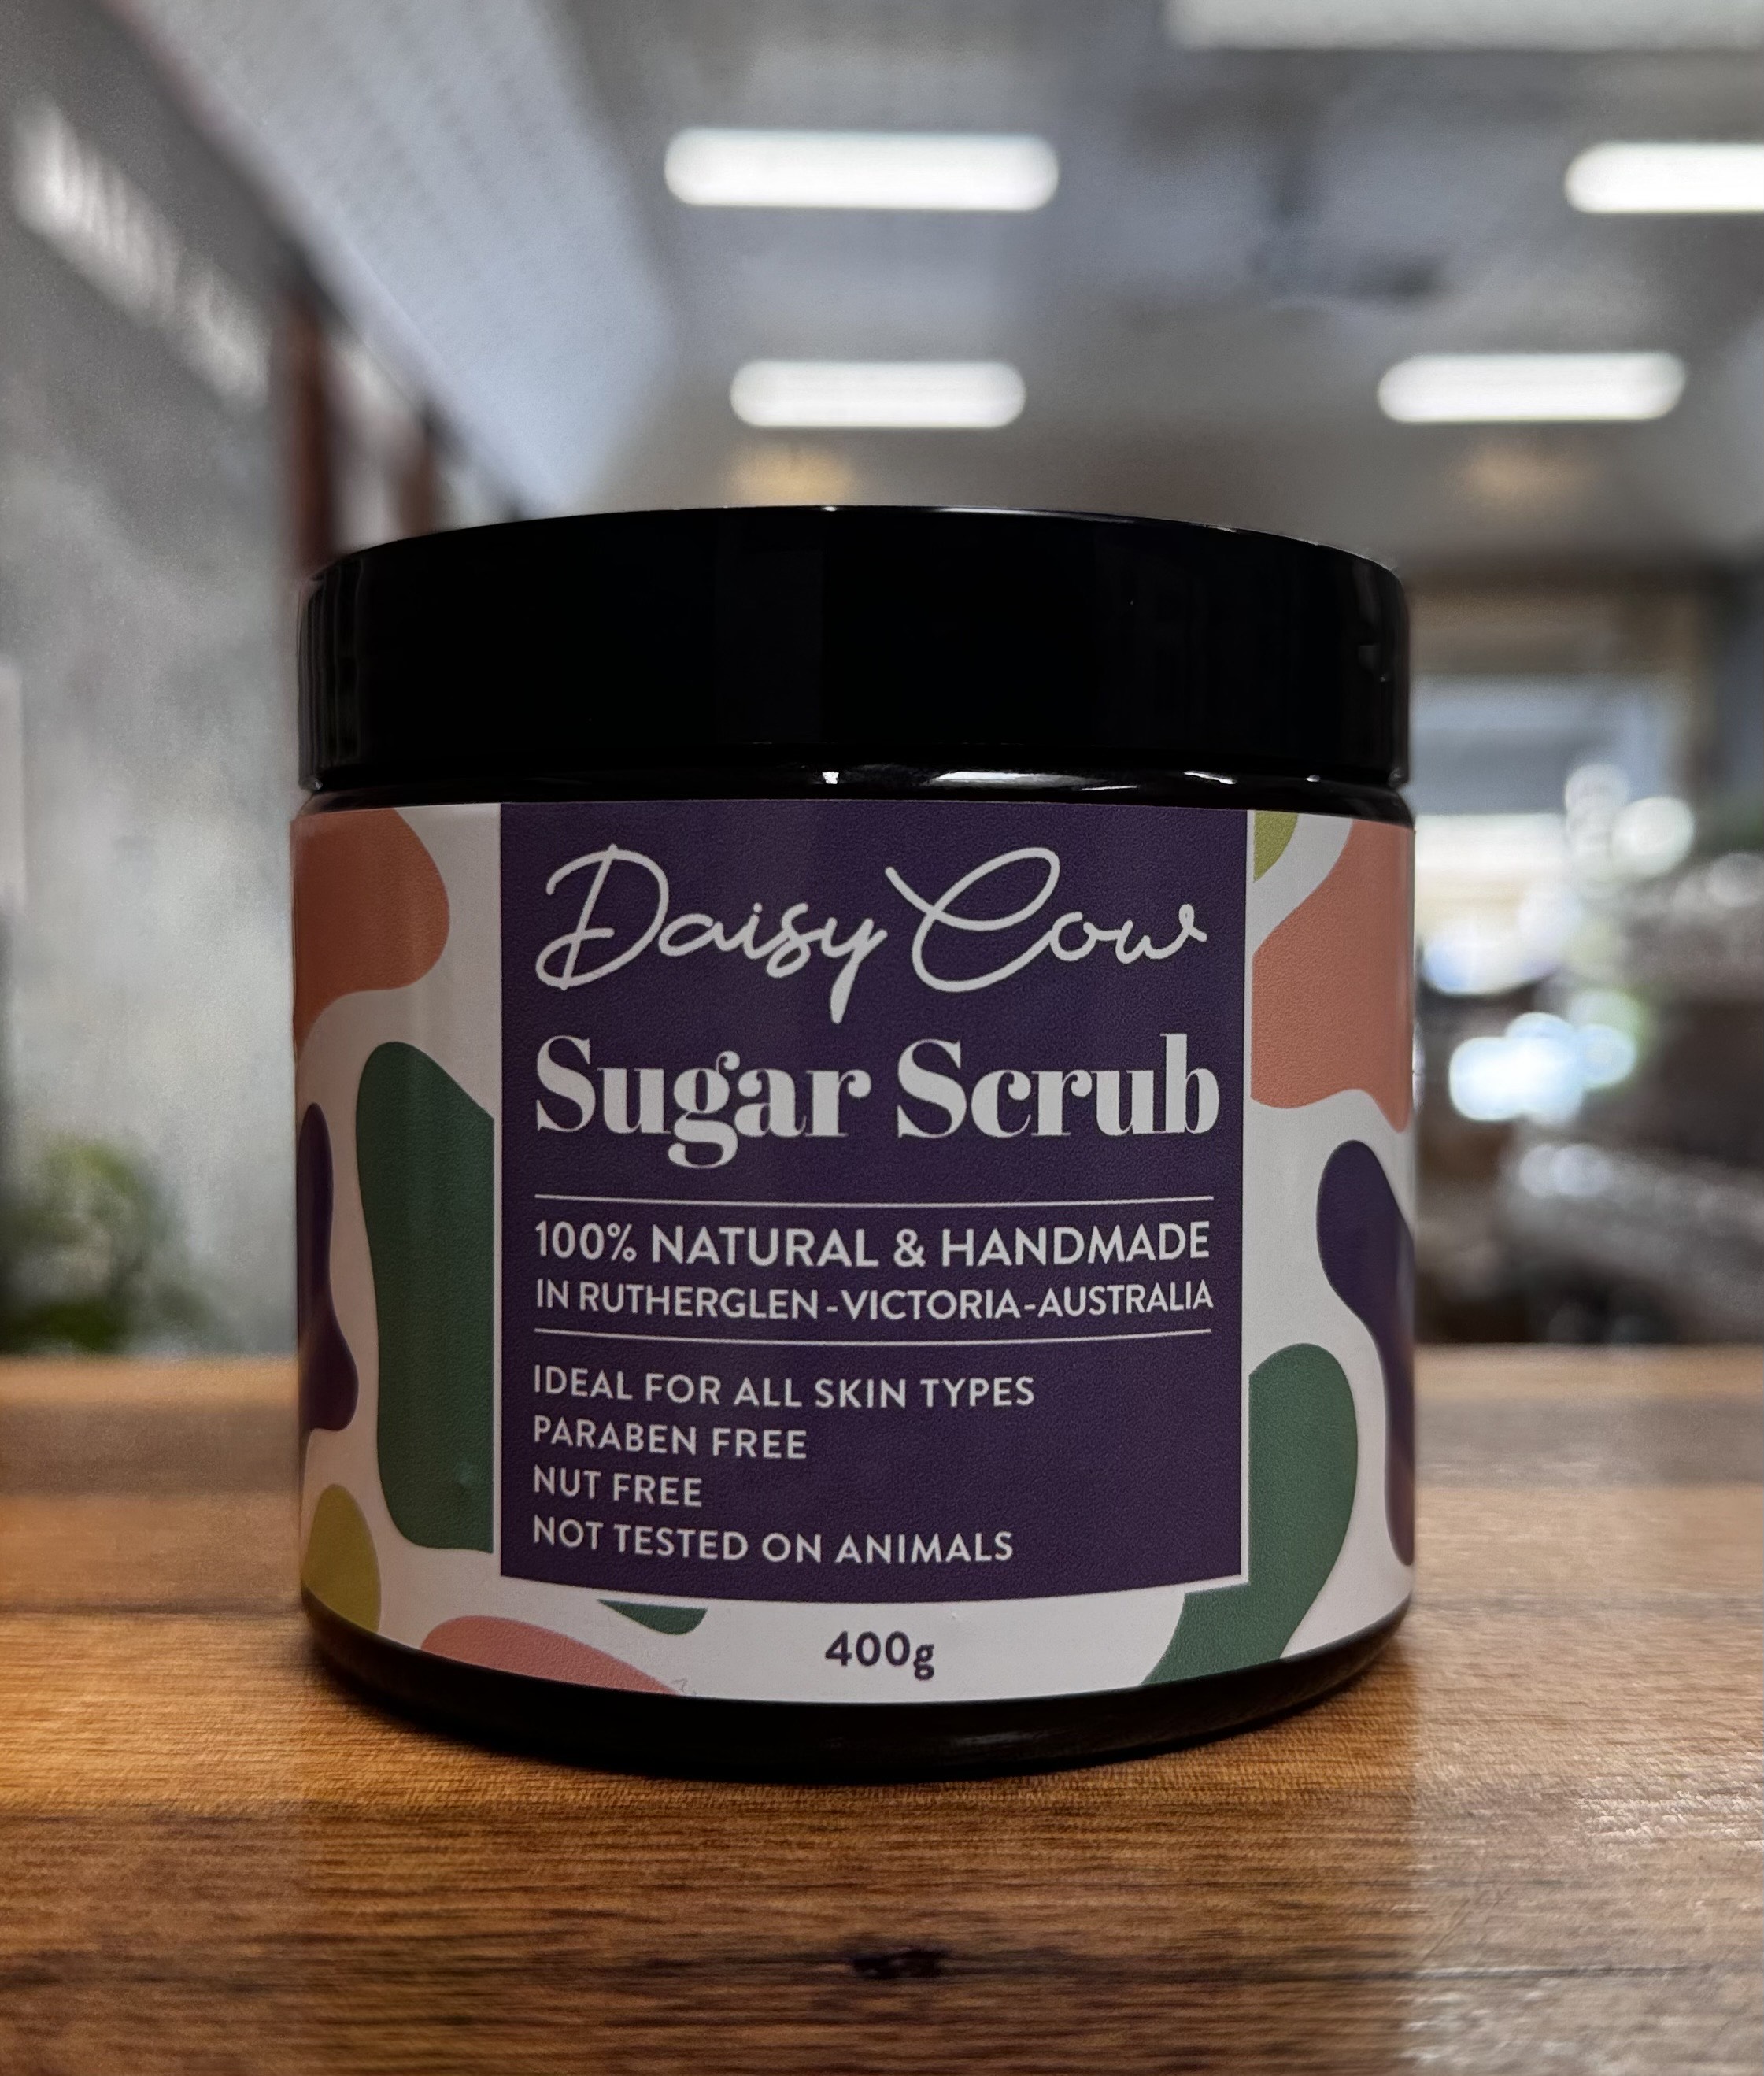 Daisy Cow
Sugar Scrub
100% NATURAL & HANDMADE
IN RUTHERGLEN-VICTORIA-AUSTRALIA
IDEAL FOR ALL SKIN TYPES
PARABEN FREE
NUT FREE
NOT TESTED ON ANIMALS
400g